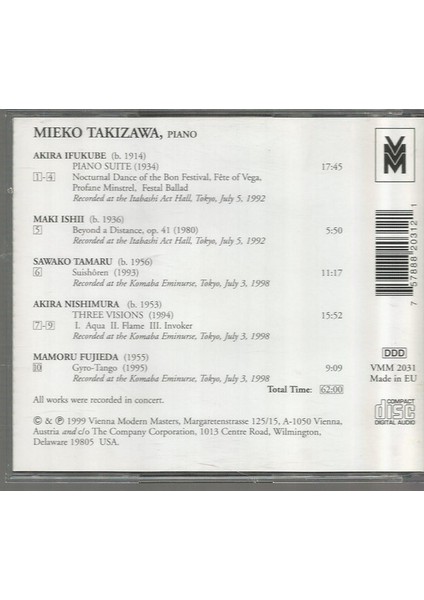 MIEKO TAKIZAWA, PIANO
AKIRA IFUKUBE (b. 1914)
PIANO SUITE (1934) 17:45
1-4 Nocturnal Dance of the Bon Festival, Fête of Vega,
Profane Minstrel, Festal Ballad
Recorded at the Itabashi Act Hall, Tokyo, July 5, 1992
MAKI ISHII (b. 1936)
5 Beyond a Distance, op. 41 (1980) 5:50
Recorded at the Itabashi Act Hall, Tokyo, July 5, 1992
SAWAKO TAMARU (b. 1956)
6 Suishôren (1993) 11:17
Recorded at the Komaba Eminurse, Tokyo, July 3, 1998
AKIRA NISHIMURA (b. 1953)
THREE VISIONS (1994) 15:52
7-9 I. Aqua II. Flame III. Invoker
Recorded at the Komaba Eminurse, Tokyo, July 3, 1998
MAMORU FUJIEDA (1955)
10 Gyro-Tango (1995) 9:09
Recorded at the Komaba Eminurse, Tokyo, July 3, 1998
Total Time: 62:00
All works were recorded in concert.
© & ℗ 1999 Vienna Modern Masters, Margaretenstrasse 125/15, A-1050 Vienna,
Austria and c/o The Company Corporation, 1013 Centre Road, Wilmington,
Delaware 19805 USA.
VMM
7 57888 20312 1
DDD
VMM 2031
Made in EU
COMPACT
disc
DIGITAL AUDIO